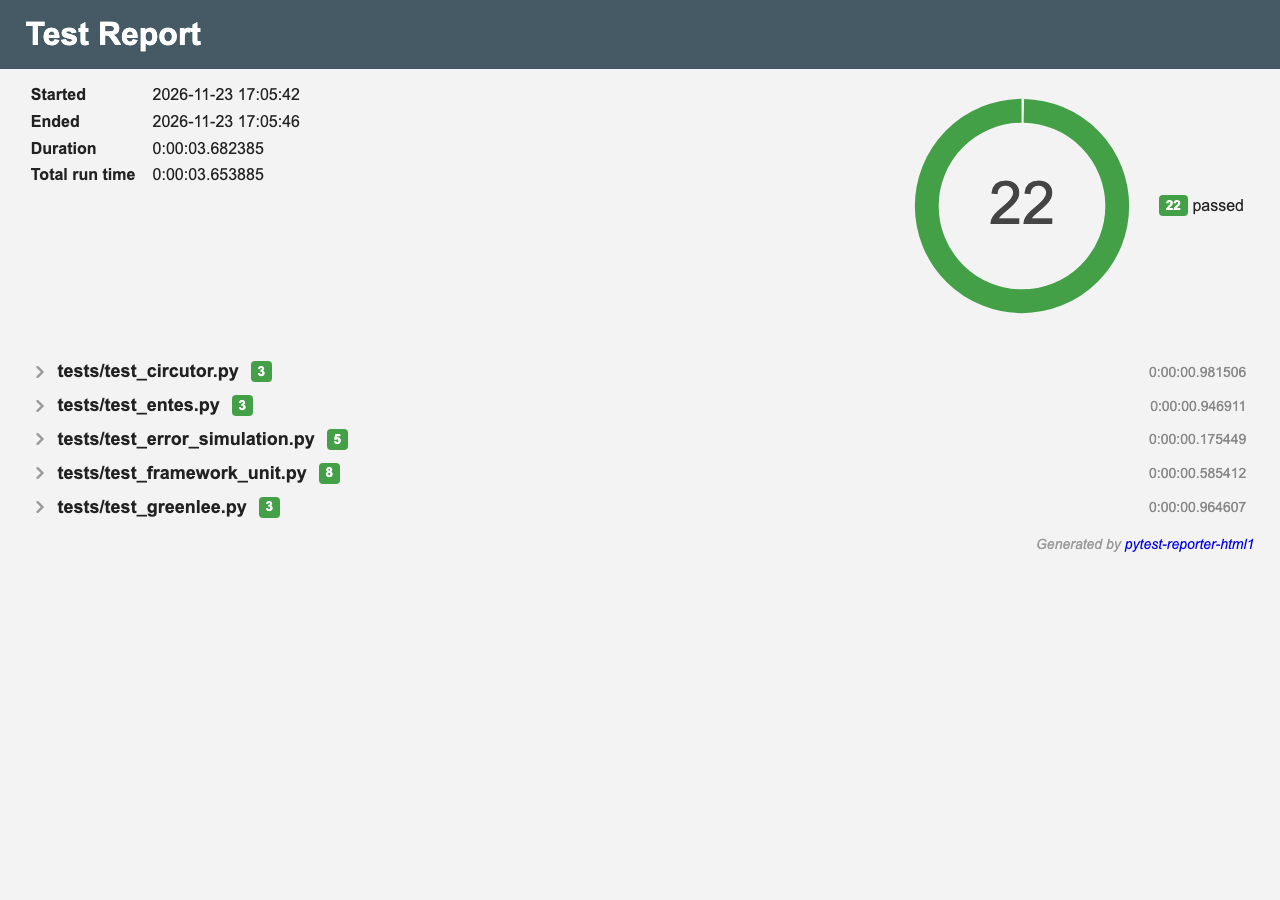 Test Report
Started 2026-11-23 17:05:42
Ended 2026-11-23 17:05:46
Duration 0:00:03.682385
Total run time 0:00:03.653885
22
22 passed
tests/test_circutor.py 3 0:00:00.981506
tests/test_entes.py 3 0:00:00.946911
tests/test_error_simulation.py 5 0:00:00.175449
tests/test_framework_unit.py 8 0:00:00.585412
tests/test_greenlee.py 3 0:00:00.964607
Generated by pytest-reporter-html1